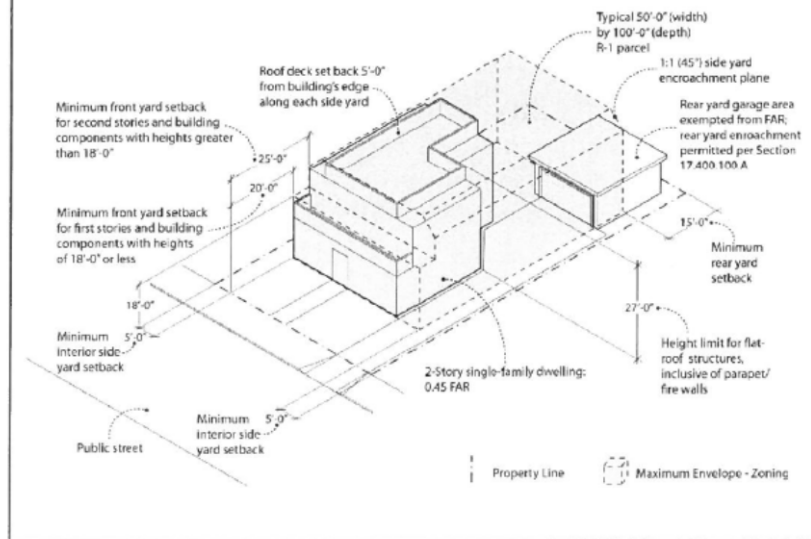 Typical 50'-0" (width)
by 100'-0" (depth)
R-1 parcel
1:1 (45°) side yard
encroachment plane
Roof deck set back 5'-0"
from building's edge
along each side yard
Rear yard garage area
exempted from FAR;
rear yard enroachment
permitted per Section
17.400.100.A
Minimum front yard setback
for second stories and building
components with heights greater
than 18'-0"
25'-0"
20'-0"
Minimum front yard setback
for first stories and building
components with heights
of 18'-0" or less
15'-0"
Minimum
rear yard
setback
18'-0"
5'-0"
Minimum
interior side
yard setback
27'-0"
Height limit for flat-
roof structures,
inclusive of parapet/
fire walls
2-Story single-family dwelling:
0.45 FAR
Minimum
interior side
yard setback
5'-0"
Public street
Property Line
Maximum Envelope - Zoning